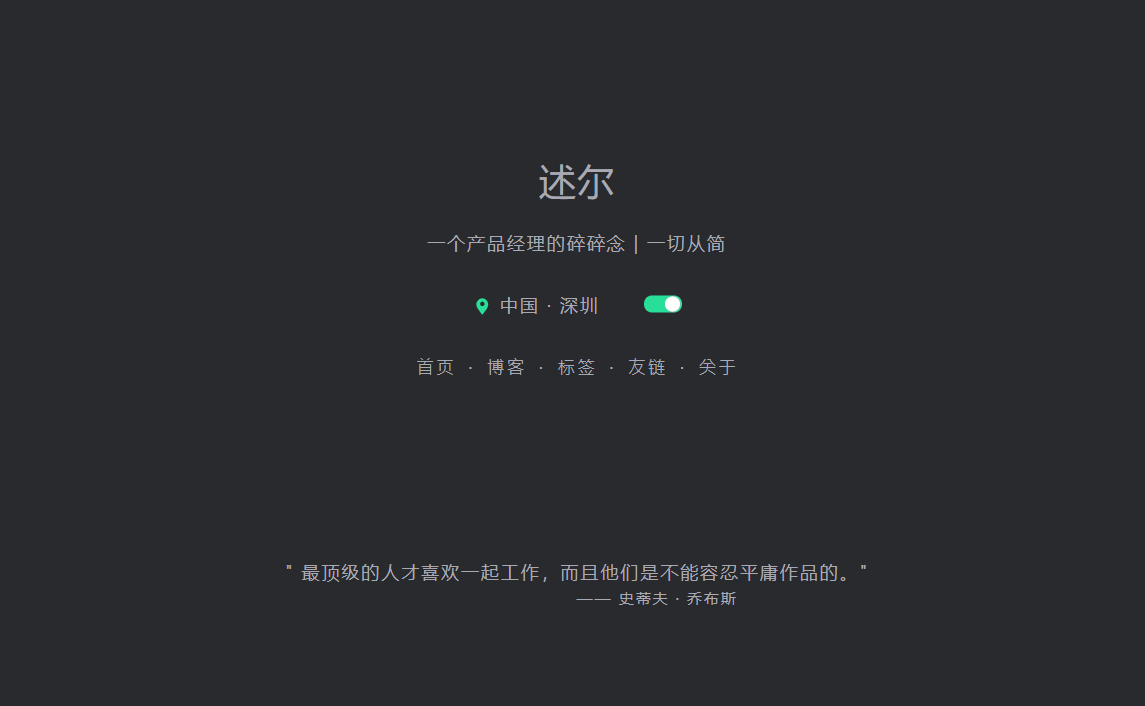 述尔
一个产品经理的碎碎念 | 一切从简
中国 · 深圳
首页 · 博客 · 标签 · 友链 · 关于
" 最顶级的人才喜欢一起工作，而且他们是不能容忍平庸作品的。"
—— 史蒂夫 · 乔布斯